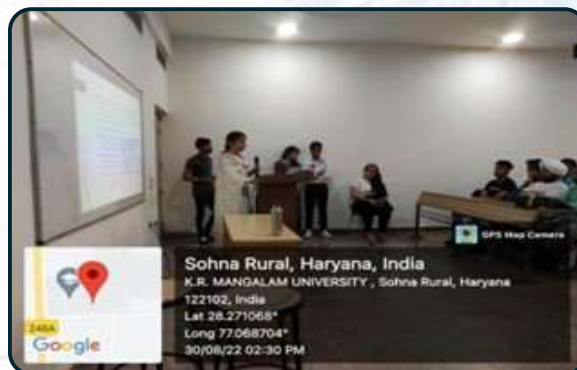 GPS Map Camera
Sohna Rural, Haryana, India
K.R. MANGALAM UNIVERSITY , Sohna Rural, Haryana
122102, India
Lat 28.271068°
Long 77.068704°
30/08/22 02:30 PM
248A
Google